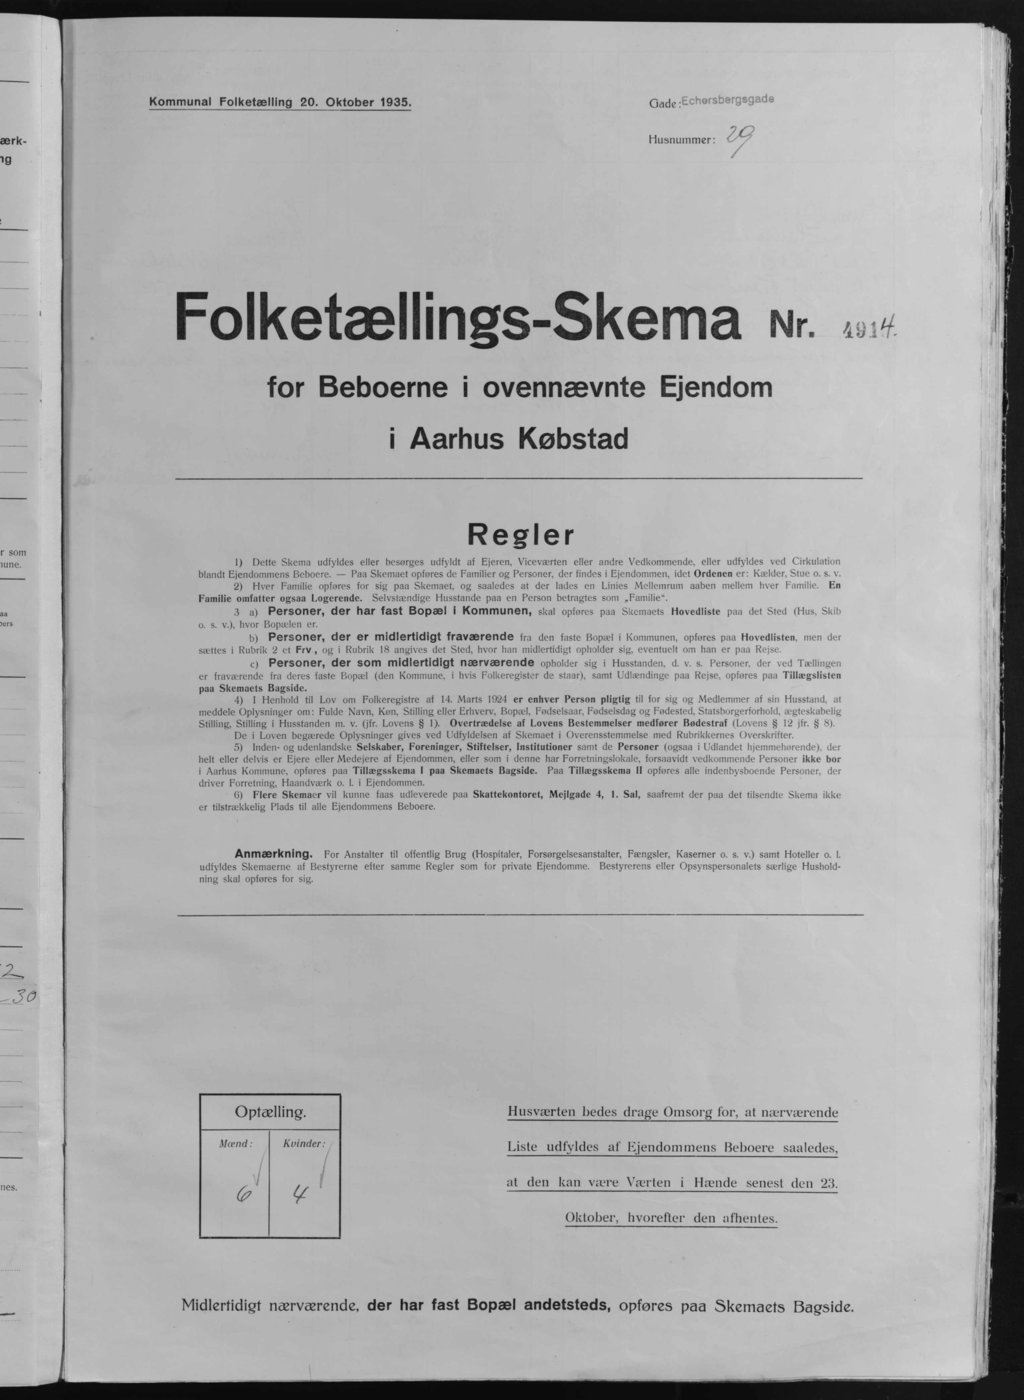 Kommunal Folketælling 20. Oktober 1935.
Gade: Echersbergsgade
Husnummer: 29
Folketællings-Skema Nr. 4914.
for Beboerne i ovennævnte Ejendom
i Aarhus Købstad
Regler
1) Dette Skema udfyldes eller besørges udfyldt af Ejeren, Viceværten eller andre Vedkommende, eller udfyldes ved Cirkulation
blandt Ejendommens Beboere. — Paa Skemaet opføres de Familier og Personer, der findes i Ejendommen, idet Ordenen er: Kælder, Stue o. s. v.
2) Hver Familie opføres for sig paa Skemaet, og saaledes at der lades en Linies Mellemrum aaben mellem hver Familie. En
Familie omfatter ogsaa Logerende. Selvstændige Husstande paa en Person betragtes som „Familie“.
3 a) Personer, der har fast Bopæl i Kommunen, skal opføres paa Skemaets Hovedliste paa det Sted (Hus, Skib
o. s. v.), hvor Bopælen er.
b) Personer, der er midlertidigt fraværende fra den faste Bopæl i Kommunen, opføres paa Hovedlisten, men der
sættes i Rubrik 2 et Frv., og i Rubrik 18 angives det Sted, hvor han midlertidigt opholder sig, eventuelt om han er paa Rejse.
c) Personer, der som midlertidigt nærværende opholder sig i Husstanden, d. v. s. Personer, der ved Tællingen
er fraværende fra deres faste Bopæl (den Kommune, i hvis Folkeregister de staar), samt Udlændinge paa Rejse, opføres paa Tillægslisten
paa Skemaets Bagside.
4) I Henhold til Lov om Folkeregistre af 14. Marts 1924 er enhver Person pligtig til for sig og Medlemmer af sin Husstand, at
meddele Oplysninger om: Fulde Navn, Køn, Stilling eller Erhverv, Bopæl, Fødselsaar, Fødselsdag og Fødested, Statsborgerforhold, ægteskabelig
Stilling, Stilling i Husstanden m. v. (jfr. Lovens § 1). Overtrædelse af Lovens Bestemmelser medfører Bødestraf (Lovens § 12 jfr. § 8).
De i Loven begærede Oplysninger gives ved Udfyldelsen af Skemaet i Overensstemmelse med Rubrikkernes Overskrifter.
5) Inden- og udenlandske Selskaber, Foreninger, Stiftelser, Institutioner samt de Personer (ogsaa i Udlandet hjemmehørende), der
helt eller delvis er Ejere eller Medejere af Ejendommen, eller som i denne har Forretningslokale, forsaavidt vedkommende Personer ikke bor
i Aarhus Kommune, opføres paa Tillægsskema I paa Skemaets Bagside. Paa Tillægsskema II opføres alle indenbysboende Personer, der
driver Forretning, Haandværk o. l. i Ejendommen.
6) Flere Skemaer vil kunne faas udleverede paa Skattekontoret, Mejlgade 4, 1. Sal, saafremt der paa det tilsendte Skema ikke
er tilstrækkelig Plads til alle Ejendommens Beboere.
Anmærkning. For Anstalter til offentlig Brug (Hospitaler, Forsørgelsesanstalter, Fængsler, Kaserner o. s. v.) samt Hoteller o. l.
udfyldes Skemaerne af Bestyrerne efter samme Regler som for private Ejendomme. Bestyrerens eller Opsynspersonalets særlige Hushold-
ning skal opføres for sig.
Optælling.
Mænd: Kvinder:
6 4
Husværten bedes drage Omsorg for, at nærværende
Liste udfyldes af Ejendommens Beboere saaledes,
at den kan være Værten i Hænde senest den 23.
Oktober, hvorefter den afhentes.
Midlertidigt nærværende, der har fast Bopæl andetsteds, opføres paa Skemaets Bagside.